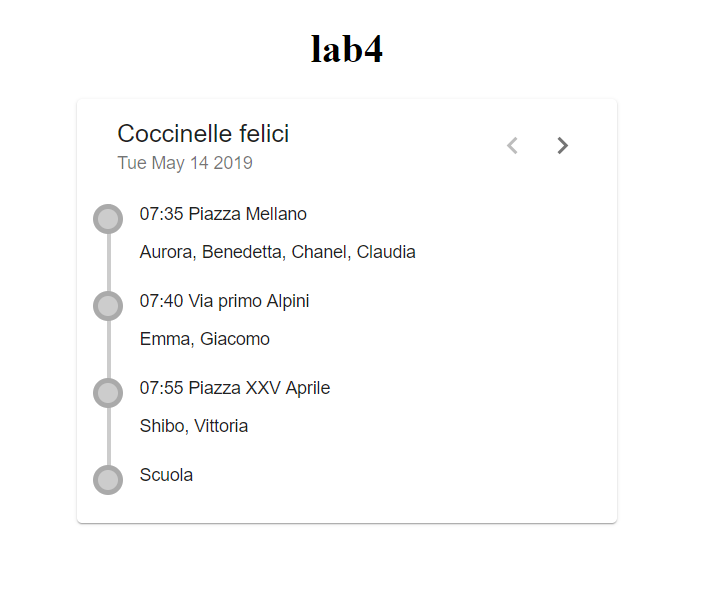 lab4
Coccinelle felici
Tue May 14 2019
07:35 Piazza Mellano
Aurora, Benedetta, Chanel, Claudia
07:40 Via primo Alpini
Emma, Giacomo
07:55 Piazza XXV Aprile
Shibo, Vittoria
Scuola